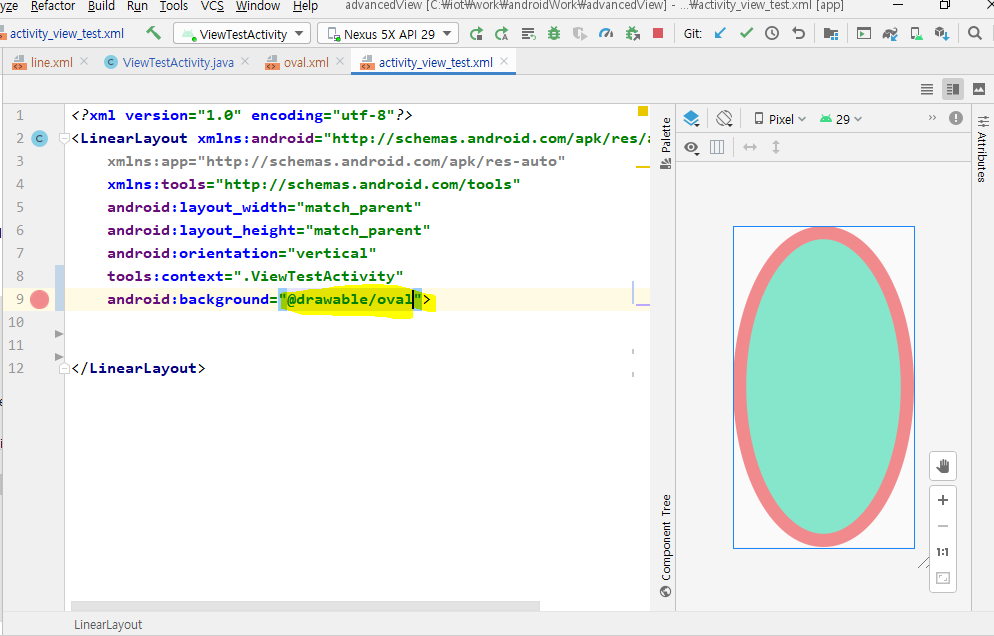 yze Refactor Build Run Tools VCS Window Help advancedView [C:₩iot₩work₩androidWork₩advancedView] - ...₩activity_view_test.xml [app]
activity_view_test.xml ViewTestActivity Nexus 5X API 29 Git:
line.xml ViewTestActivity.java oval.xml activity_view_test.xml
1 <?xml version="1.0" encoding="utf-8"?>
2 <LinearLayout xmlns:android="http://schemas.android.com/apk/res/a
3 xmlns:app="http://schemas.android.com/apk/res-auto"
4 xmlns:tools="http://schemas.android.com/tools"
5 android:layout_width="match_parent"
6 android:layout_height="match_parent"
7 android:orientation="vertical"
8 tools:context=".ViewTestActivity"
9 android:background="@drawable/oval">
10
11
12 </LinearLayout>
LinearLayout
Palette
Component Tree
Pixel 29
1:1
Attributes